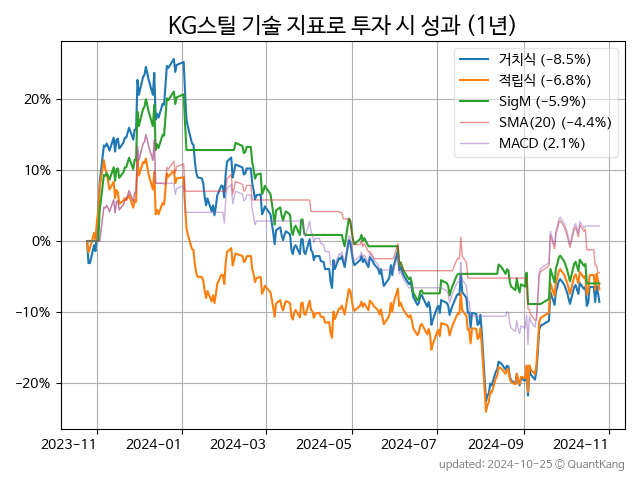 KG스틸 기술 지표로 투자 시 성과 (1년)
거치식 (−8.5%)
적립식 (−6.8%)
SigM (−5.9%)
SMA(20) (−4.4%)
MACD (2.1%)
20%
10%
0%
−10%
−20%
2023−11 2024−01 2024−03 2024−05 2024−07 2024−09 2024−11
updated: 2024-10-25 © QuantKang